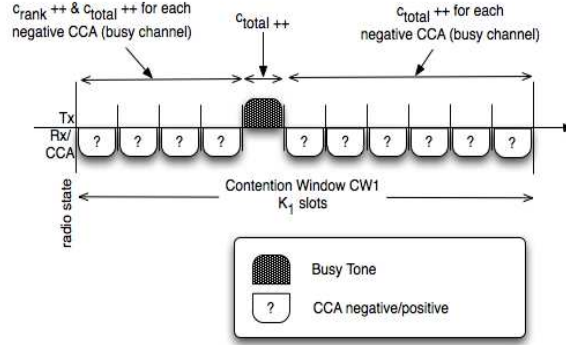 c_rank ++ & c_total ++ for each
negative CCA (busy channel)
c_total ++
c_total ++ for each
negative CCA (busy channel)
Tx
Rx/
CCA
? ? ? ? ? ? ? ? ? ?
radio state
Contention Window CW1
K_1 slots
Busy Tone
? CCA negative/positive